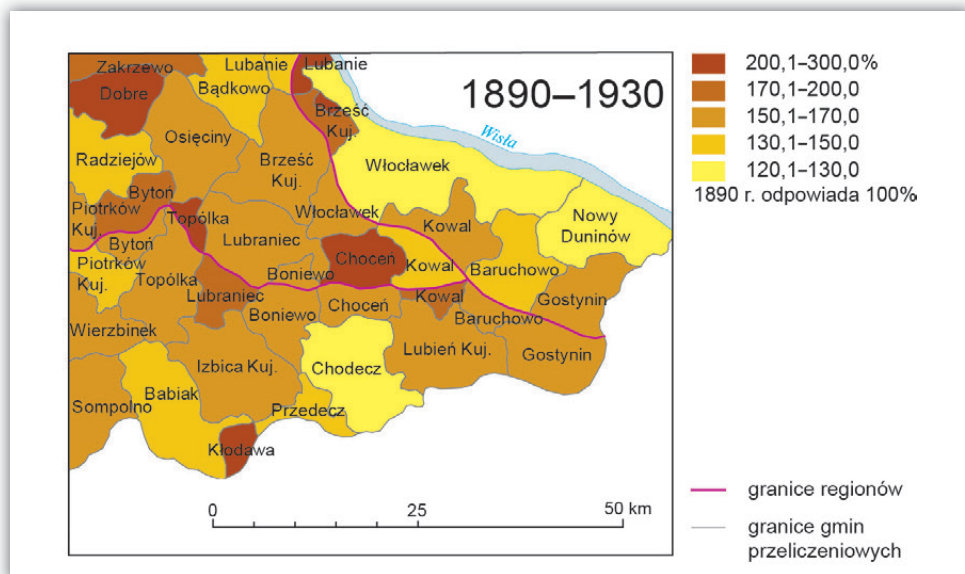 1890–1930
Zakrzewo
Lubanie
Lubanie
Dobre
Bądkowo
Brześć
Kuj.
Wisła
Osięciny
Radziejów
Brześć
Kuj.
Włocławek
Bytoń
Piotrków
Kuj.
Topólka
Włocławek
Kowal
Nowy
Duninów
Bytoń
Lubraniec
Choceń
Kowal
Baruchowo
Piotrków
Kuj.
Topólka
Boniewo
Lubraniec
Boniewo
Choceń
Kowal
Gostynin
Baruchowo
Wierzbinek
Izbica Kuj.
Chodecz
Lubień Kuj.
Gostynin
Babiak
Sompolno
Przedecz
Kłodawa
0 25 50 km
200,1–300,0%
170,1–200,0
150,1–170,0
130,1–150,0
120,1–130,0
1890 r. odpowiada 100%
granice regionów
granice gmin
przeliczeniowych